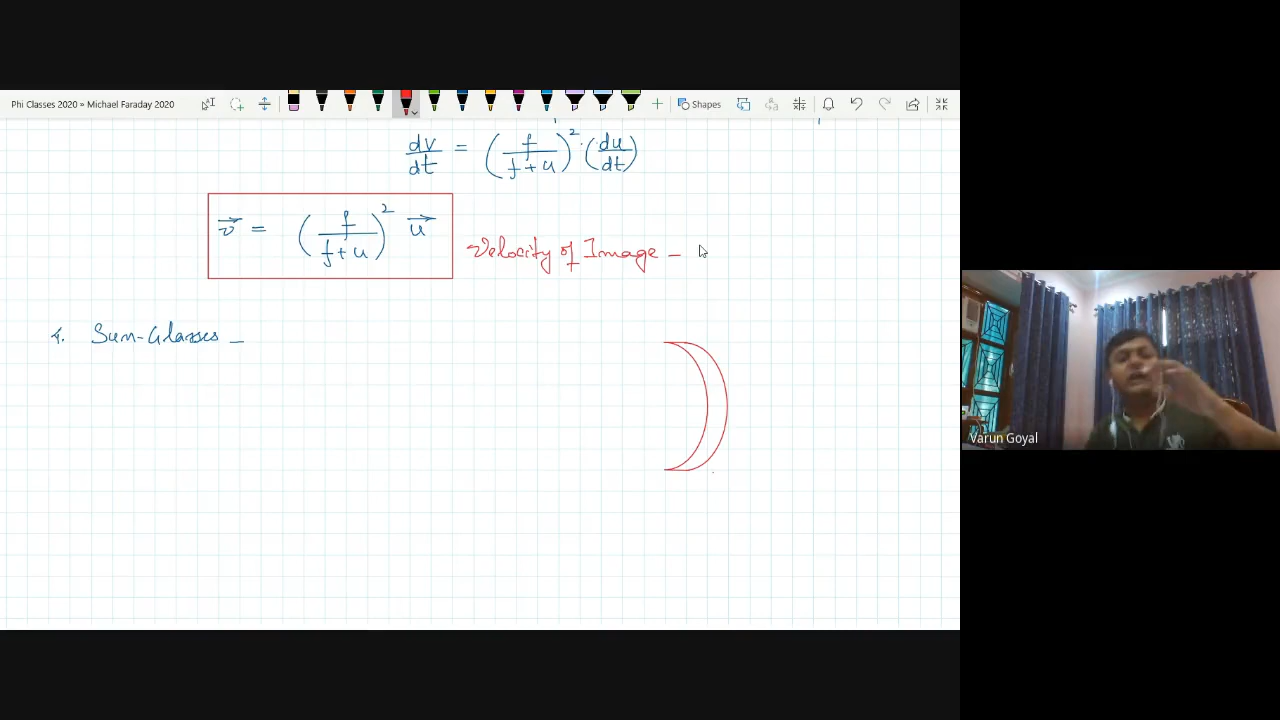 Phi Classes 2020 » Michael Faraday 2020
Shapes
dv/dt = (f/(f+u))² · (du/dt)
v⃗ = (f/(f+u))² u⃗
Velocity of Image –
4. Sun-Glasses –
Varun Goyal